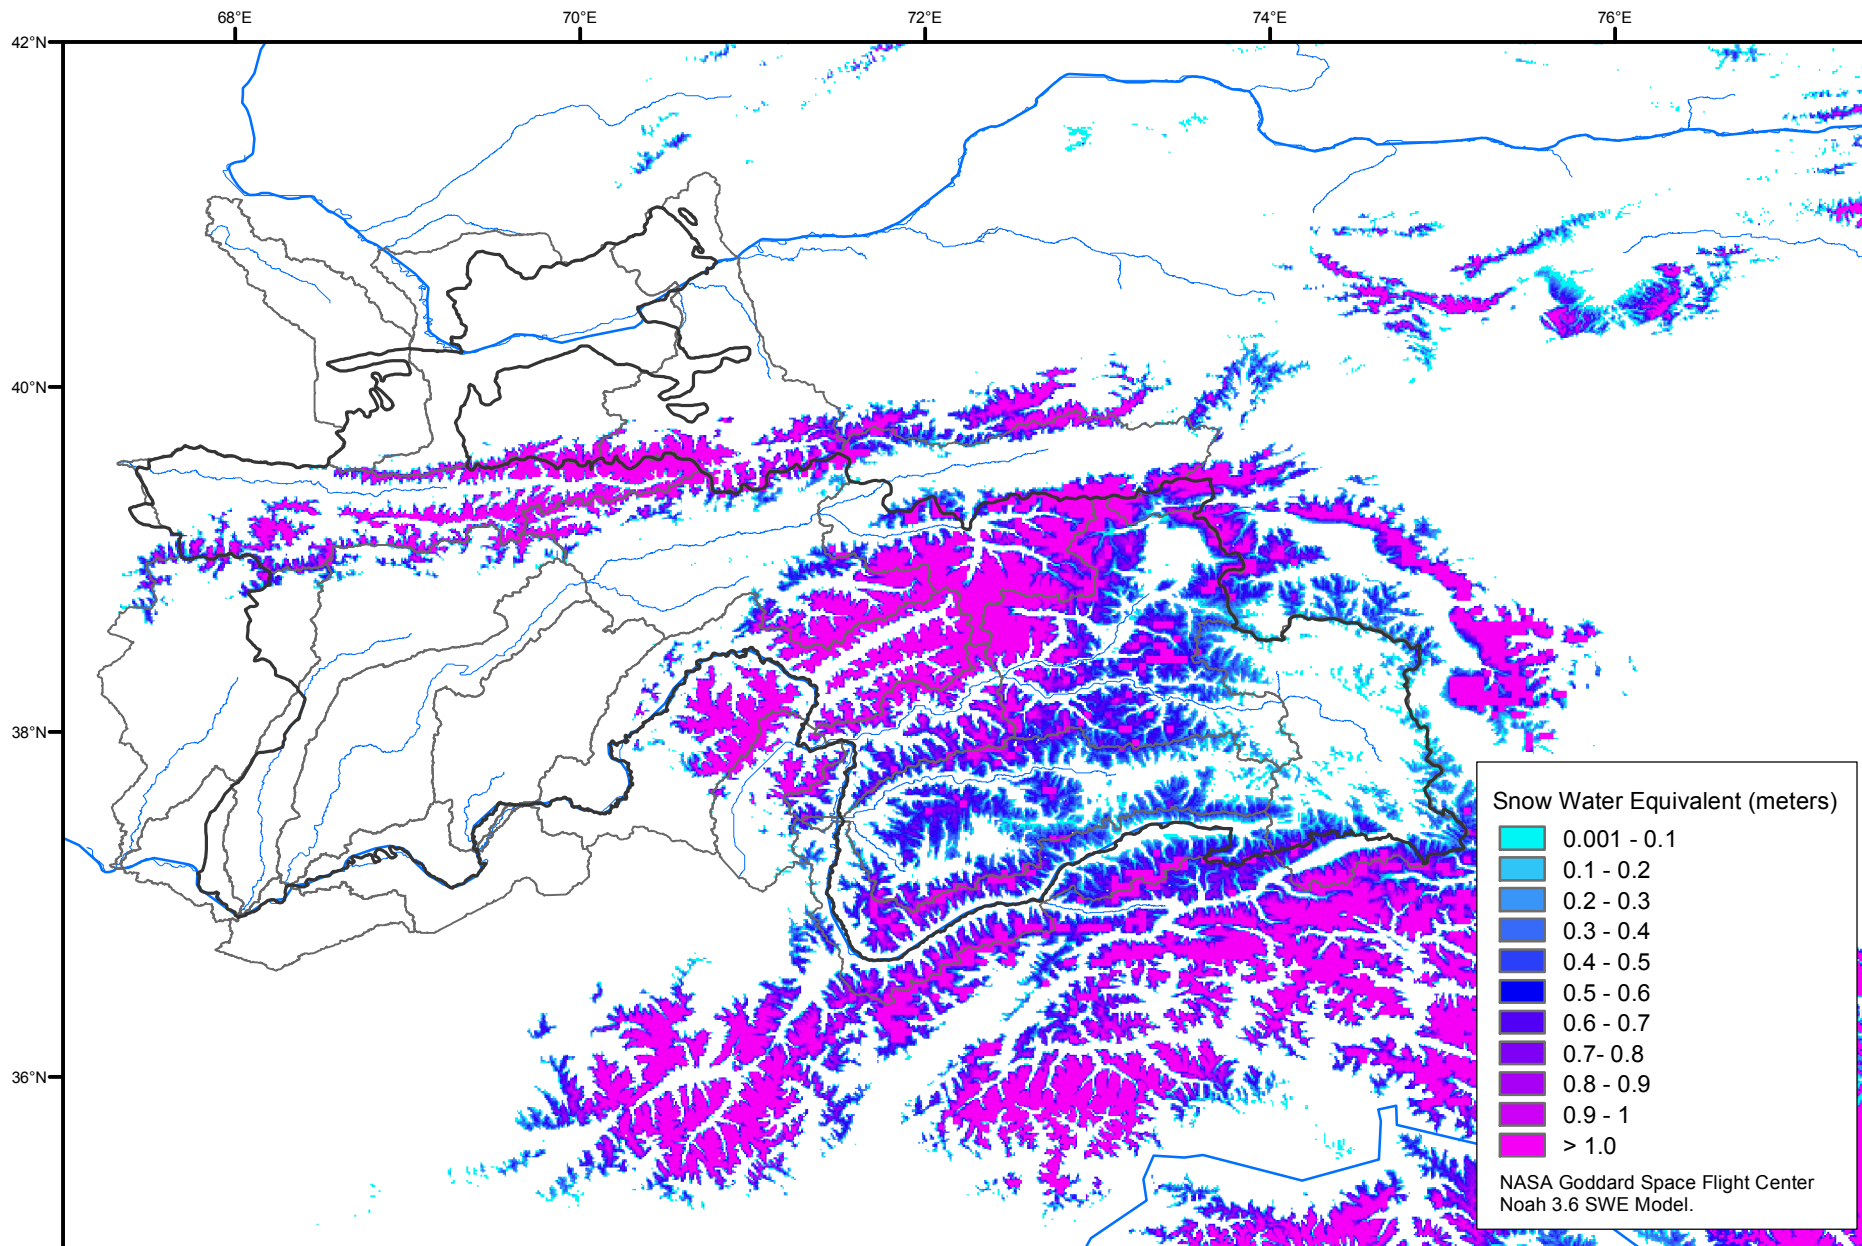 68°E
70°E
72°E
74°E
76°E
42°N
40°N
38°N
36°N
Snow Water Equivalent (meters)
0.001 - 0.1
0.1 - 0.2
0.2 - 0.3
0.3 - 0.4
0.4 - 0.5
0.5 - 0.6
0.6 - 0.7
0.7- 0.8
0.8 - 0.9
0.9 - 1
> 1.0
NASA Goddard Space Flight Center
Noah 3.6 SWE Model.